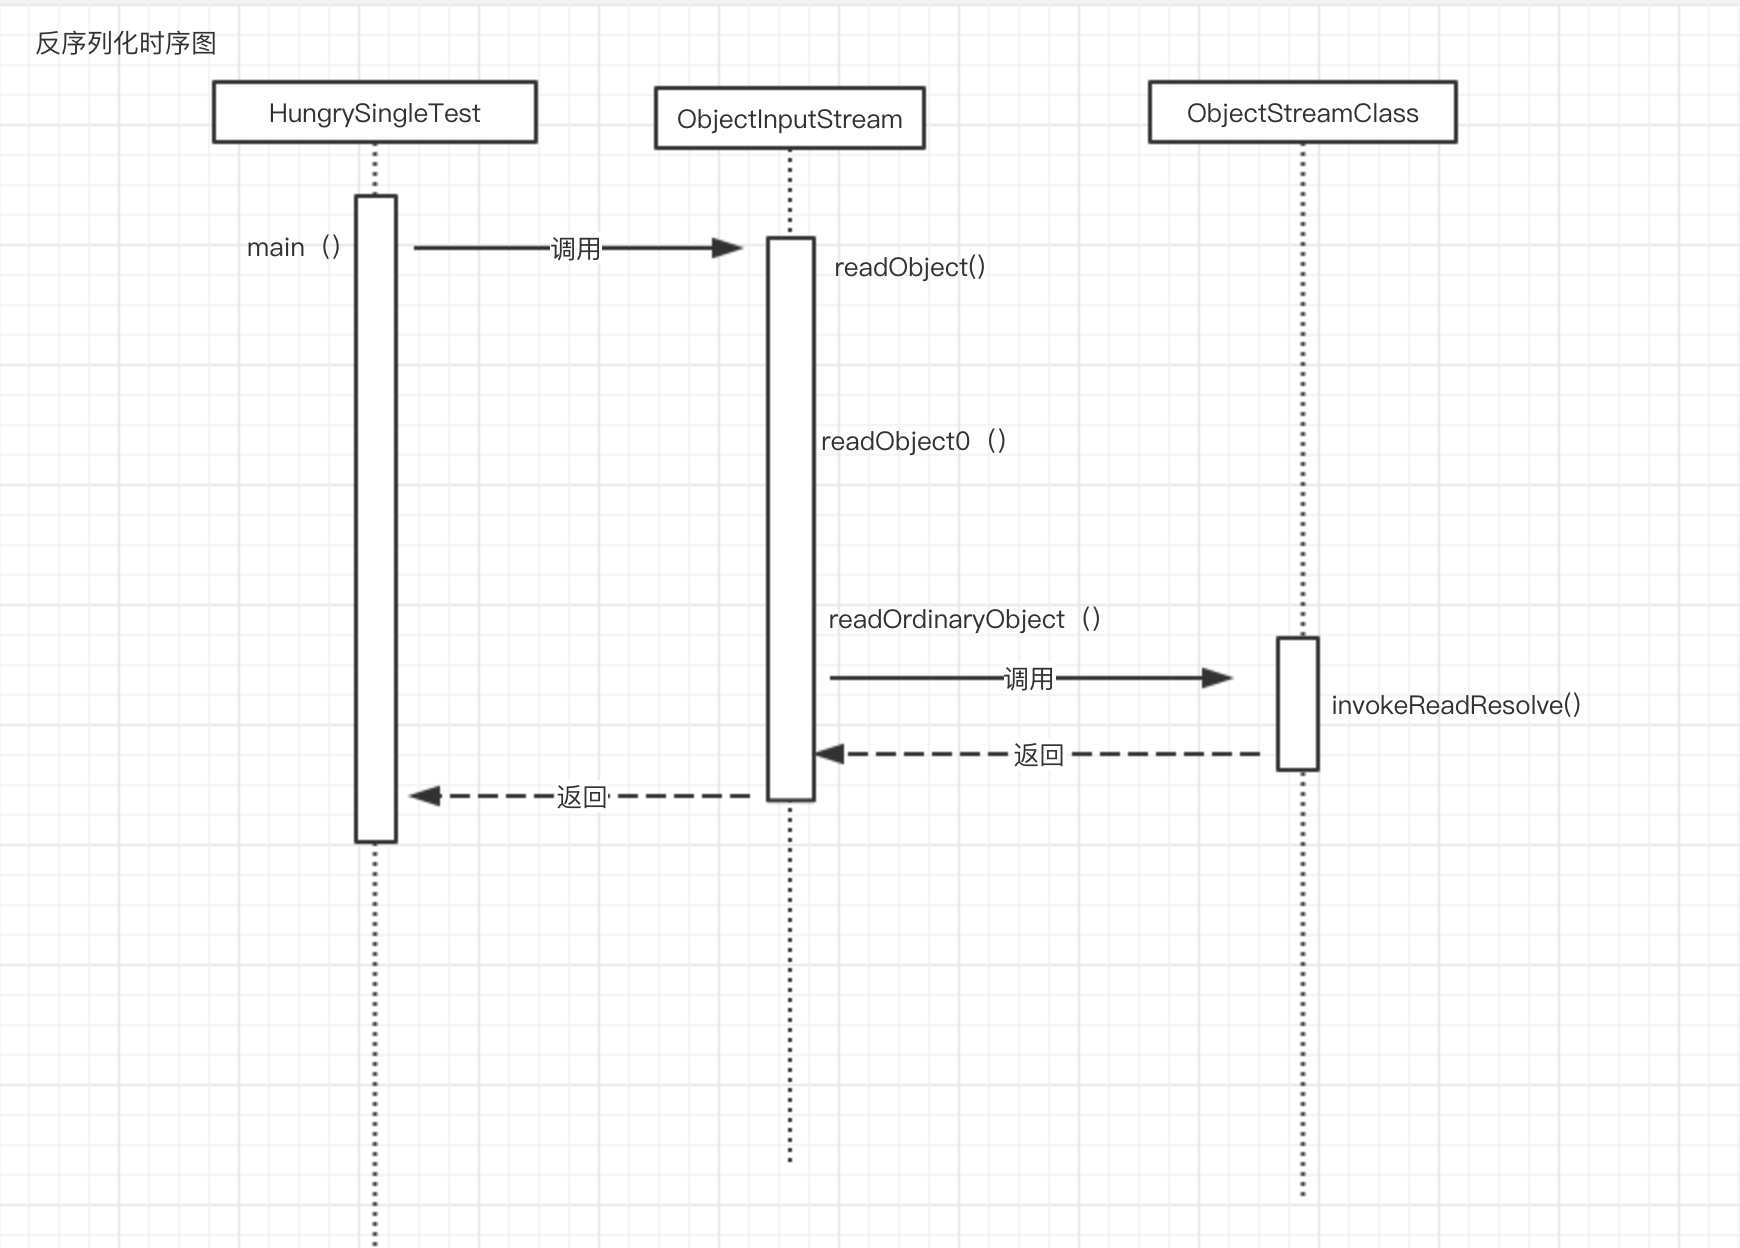 反序列化时序图
HungrySingleTest
ObjectInputStream
ObjectStreamClass
main（）
调用
readObject()
readObject0（）
readOrdinaryObject（）
调用
invokeReadResolve()
返回
返回